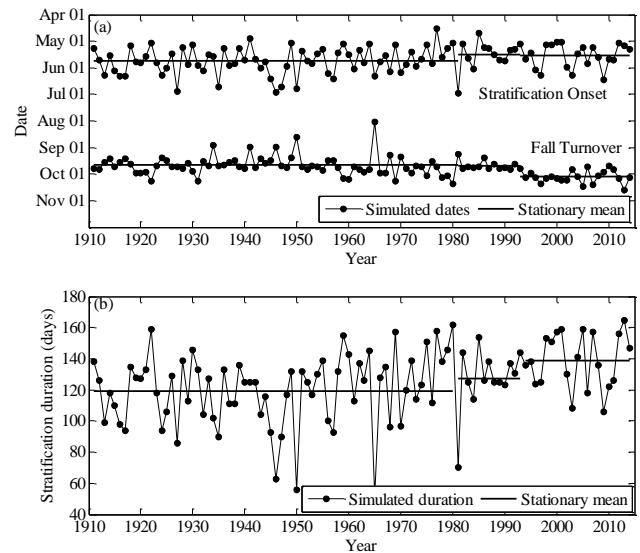 (a)
Apr 01
May 01
Jun 01
Jul 01
Aug 01
Sep 01
Oct 01
Nov 01
Date
Stratification Onset
Fall Turnover
Simulated dates
Stationary mean
1910 1920 1930 1940 1950 1960 1970 1980 1990 2000 2010
Year
(b)
180
160
140
120
100
80
60
40
Stratification duration (days)
Simulated duration
Stationary mean
1910 1920 1930 1940 1950 1960 1970 1980 1990 2000 2010
Year